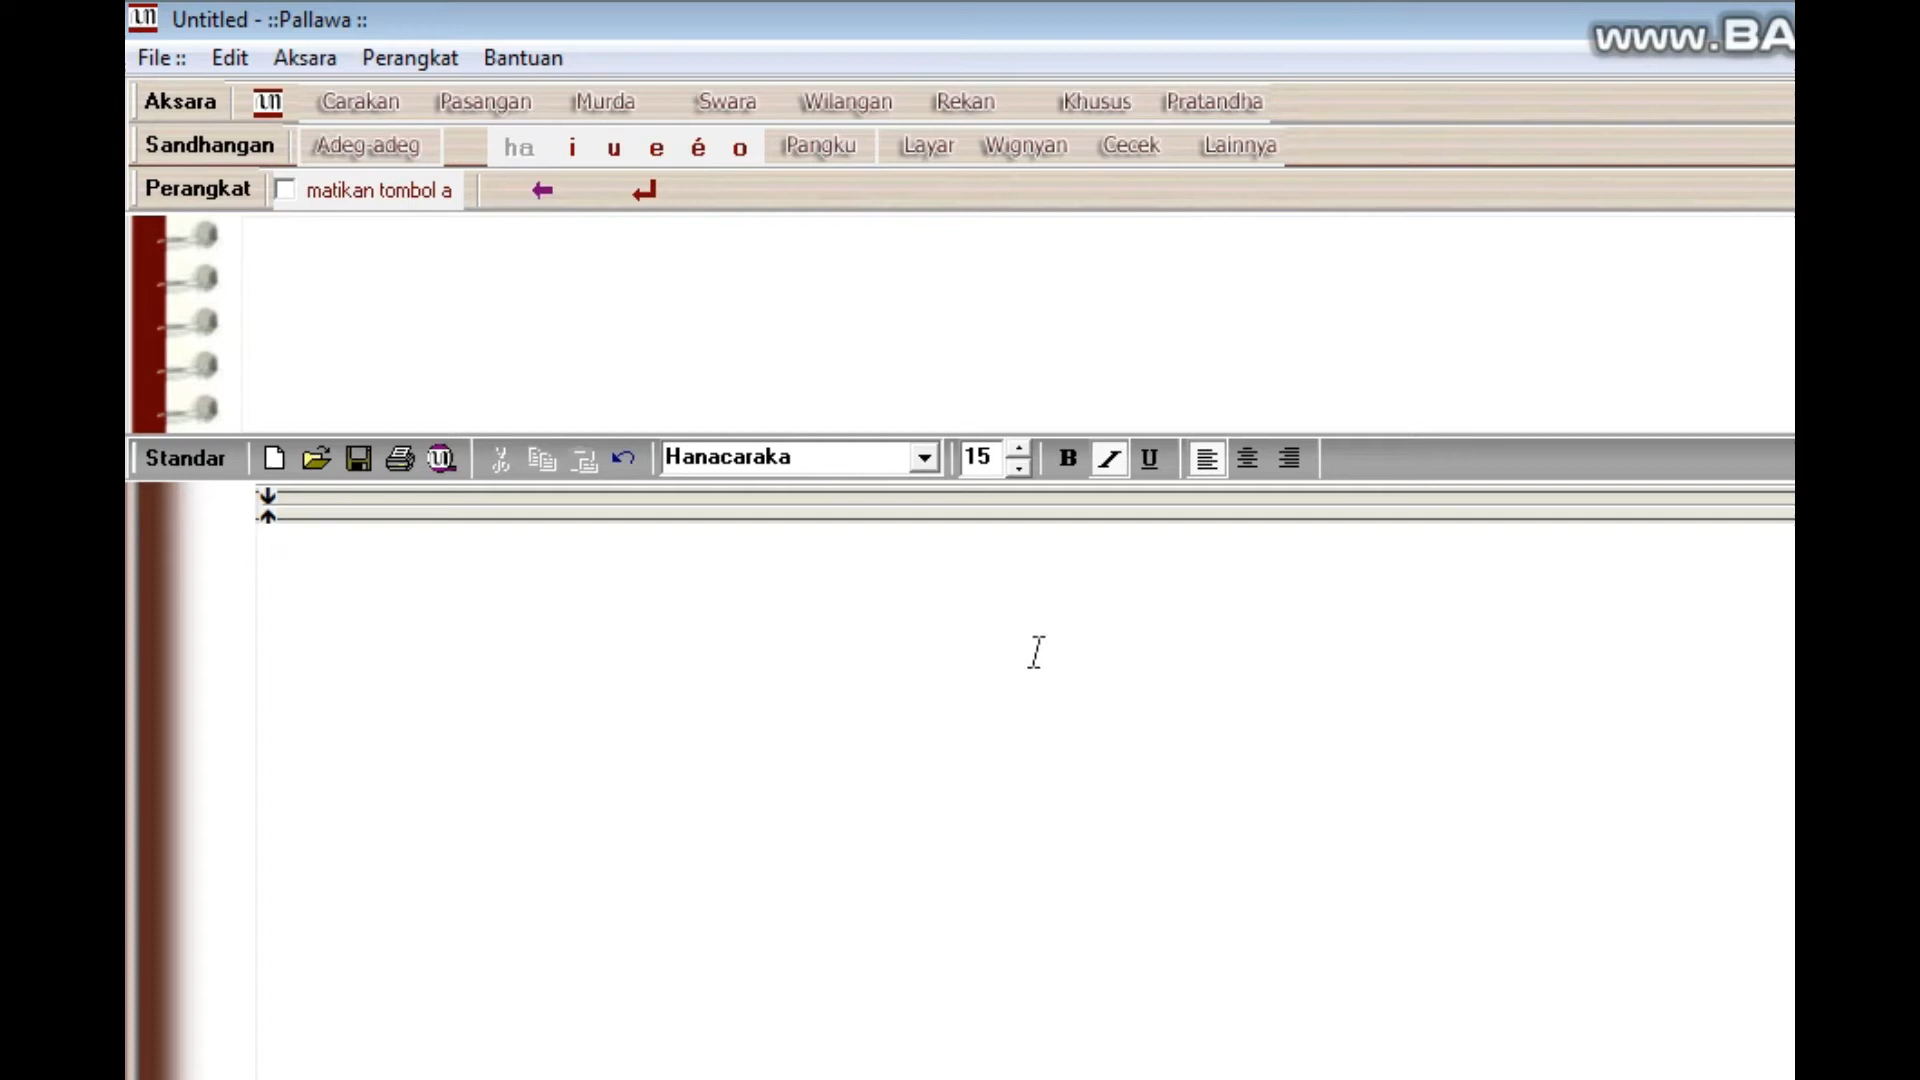 Untitled - ::Pallawa ::
www.BA
File :: Edit Aksara Perangkat Bantuan
Aksara Carakan Pasangan Murda Swara Wilangan Rekan Khusus Pratandha
Sandhangan Adeg-adeg ha i u e é o Pangku Layar Wignyan Cecek Lainnya
Perangkat matikan tombol a
Standar Hanacaraka 15 B I U